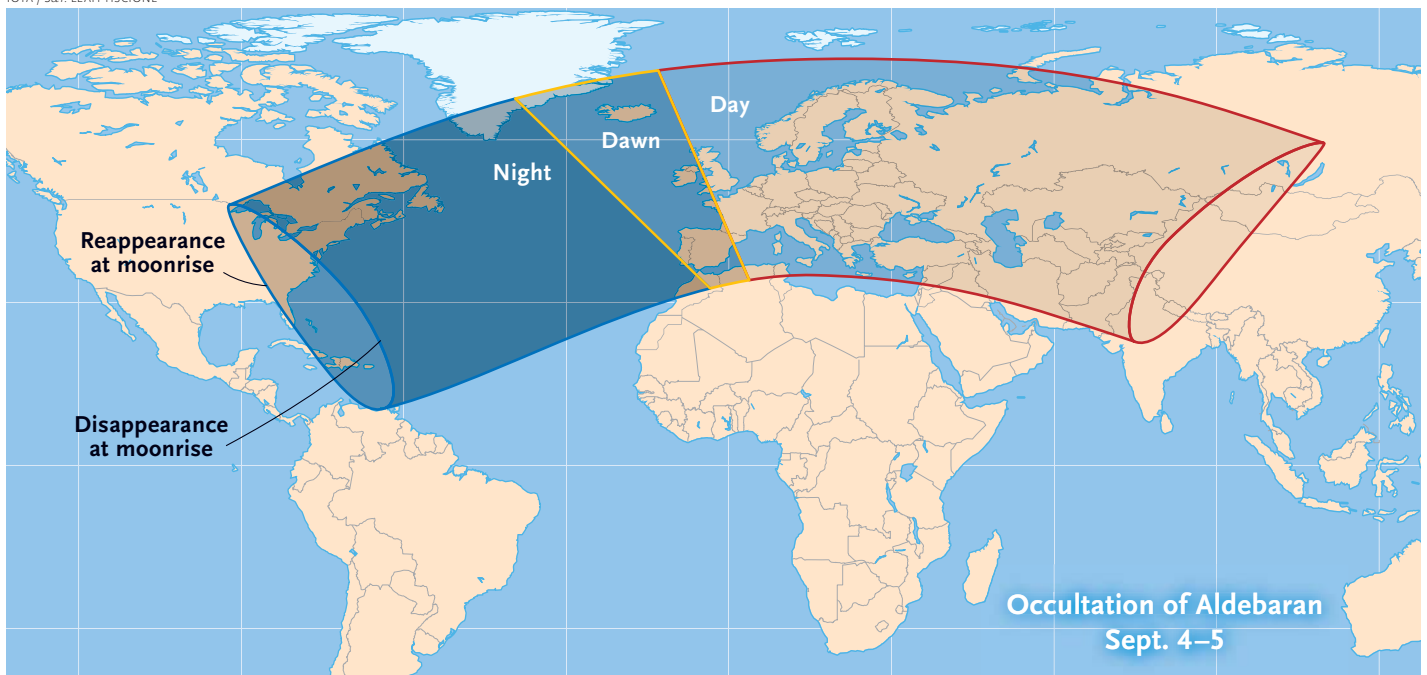 Night
Dawn
Day
Reappearance
at moonrise
Disappearance
at moonrise
Occultation of Aldebaran
Sept. 4–5